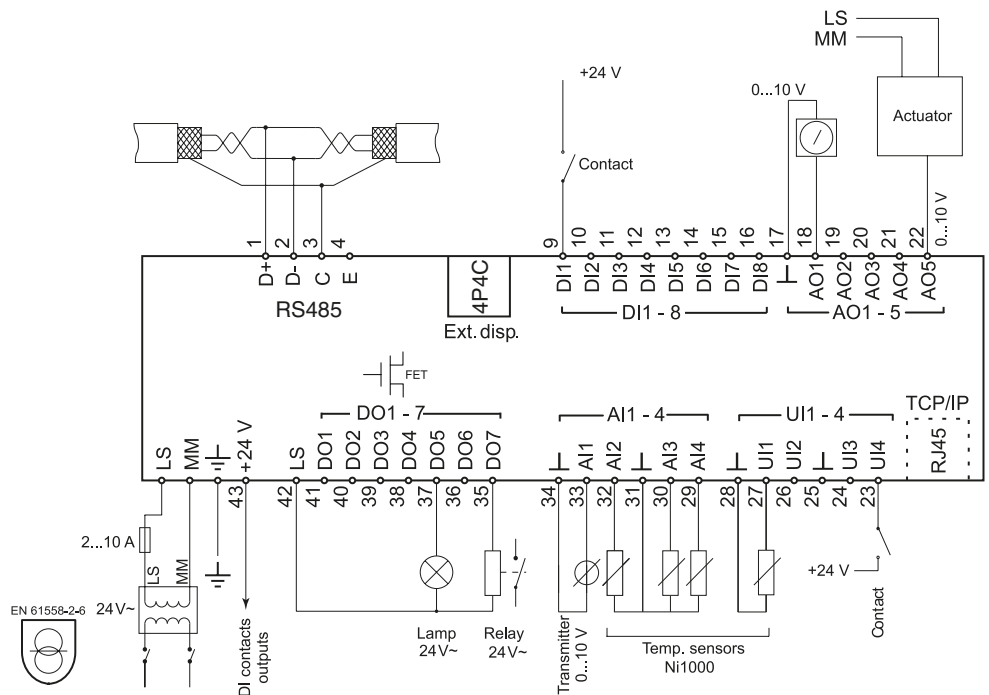 LS
MM
+24 V
0...10 V
Actuator
Contact
0...10 V
1 2 3 4 9 10 11 12 13 14 15 16 17 18 19 20 21 22
D+ D- C E
RS485
4P4C
Ext. disp.
DI1 DI2 DI3 DI4 DI5 DI6 DI7 DI8
DI1 - 8
⊥ AO1 AO2 AO3 AO4 AO5
AO1 - 5
FET
DO1 - 7
AI1 - 4
UI1 - 4
TCP/IP
RJ45
LS MM +24 V LS DO1 DO2 DO3 DO4 DO5 DO6 DO7
⊥ AI1 AI2 ⊥ AI3 AI4
⊥ UI1 UI2 ⊥ UI3 UI4
43 42 41 40 39 38 37 36 35 34 33 32 31 30 29 28 27 26 25 24 23
2...10 A
LS MM
EN 61558-2-6
24 V~
DI contacts
outputs
Lamp
24V~
Relay
24V~
Transmitter
0...10 V
Temp. sensors
Ni1000
+24 V
Contact